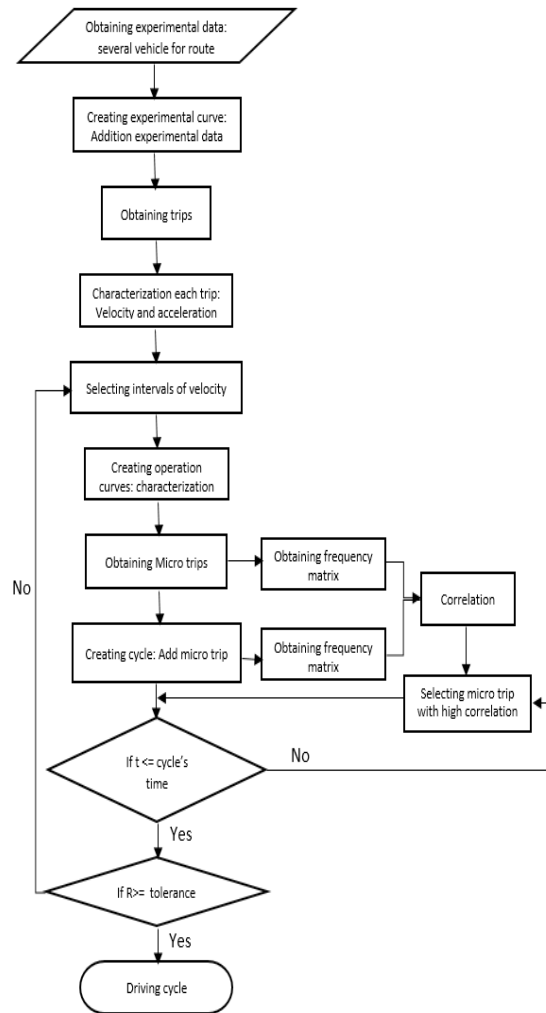 Obtaining experimental data:
several vehicle for route
Creating experimental curve:
Addition experimental data
Obtaining trips
Characterization each trip:
Velocity and acceleration
Selecting intervals of velocity
Creating operation
curves: characterization
Obtaining Micro trips
Obtaining frequency
matrix
Correlation
No
Creating cycle: Add micro trip
Obtaining frequency
matrix
Selecting micro trip
with high correlation
If t <= cycle's
time
No
Yes
If R>= tolerance
Yes
Driving cycle